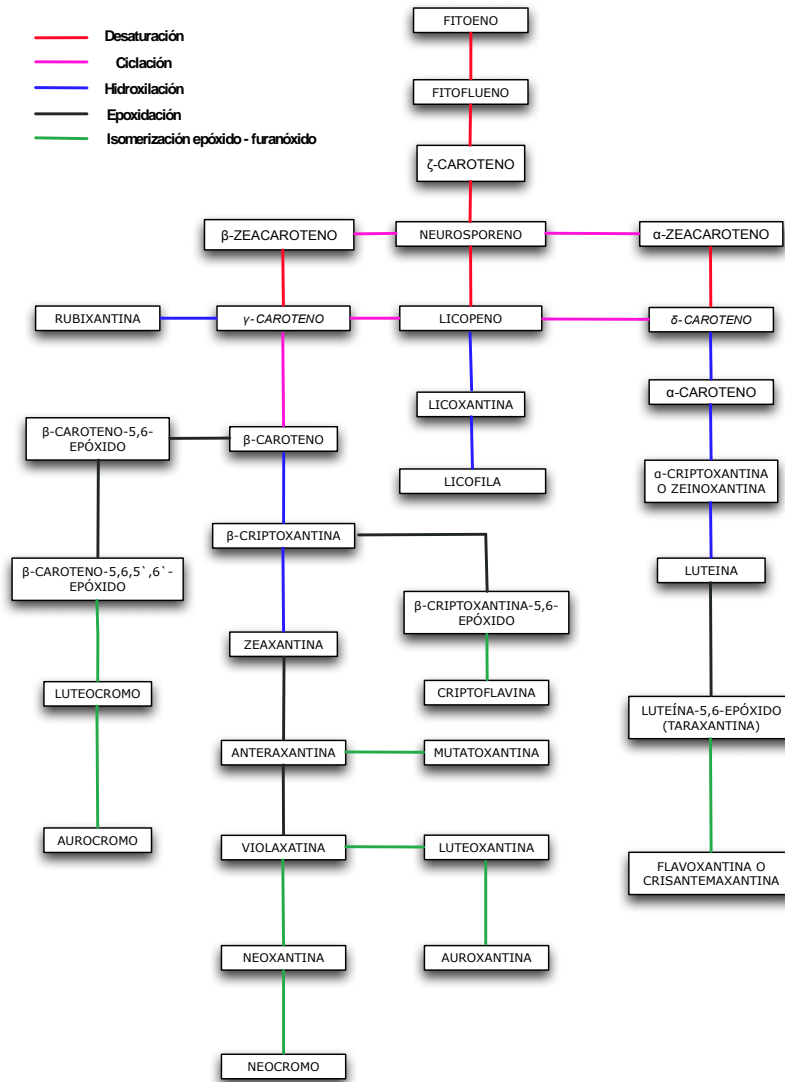 Desaturación
Ciclación
Hidroxilación
Epoxidación
Isomerización epóxido - furanóxido
FITOENO
FITOFLUENO
ζ-CAROTENO
β-ZEACAROTENO
NEUROSPORENO
α-ZEACAROTENO
RUBIXANTINA
γ-CAROTENO
LICOPENO
δ-CAROTENO
α-CAROTENO
LICOXANTINA
β-CAROTENO-5,6-
EPÓXIDO
β-CAROTENO
α-CRIPTOXANTINA
O ZEINOXANTINA
LICOFILA
β-CRIPTOXANTINA
β-CAROTENO-5,6,5`,6`-
EPÓXIDO
LUTEINA
β-CRIPTOXANTINA-5,6-
EPÓXIDO
ZEAXANTINA
LUTEOCROMO
CRIPTOFLAVINA
LUTEÍNA-5,6-EPÓXIDO
(TARAXANTINA)
ANTERAXANTINA
MUTATOXANTINA
AUROCROMO
VIOLAXATINA
LUTEOXANTINA
FLAVOXANTINA O
CRISANTEMAXANTINA
NEOXANTINA
AUROXANTINA
NEOCROMO